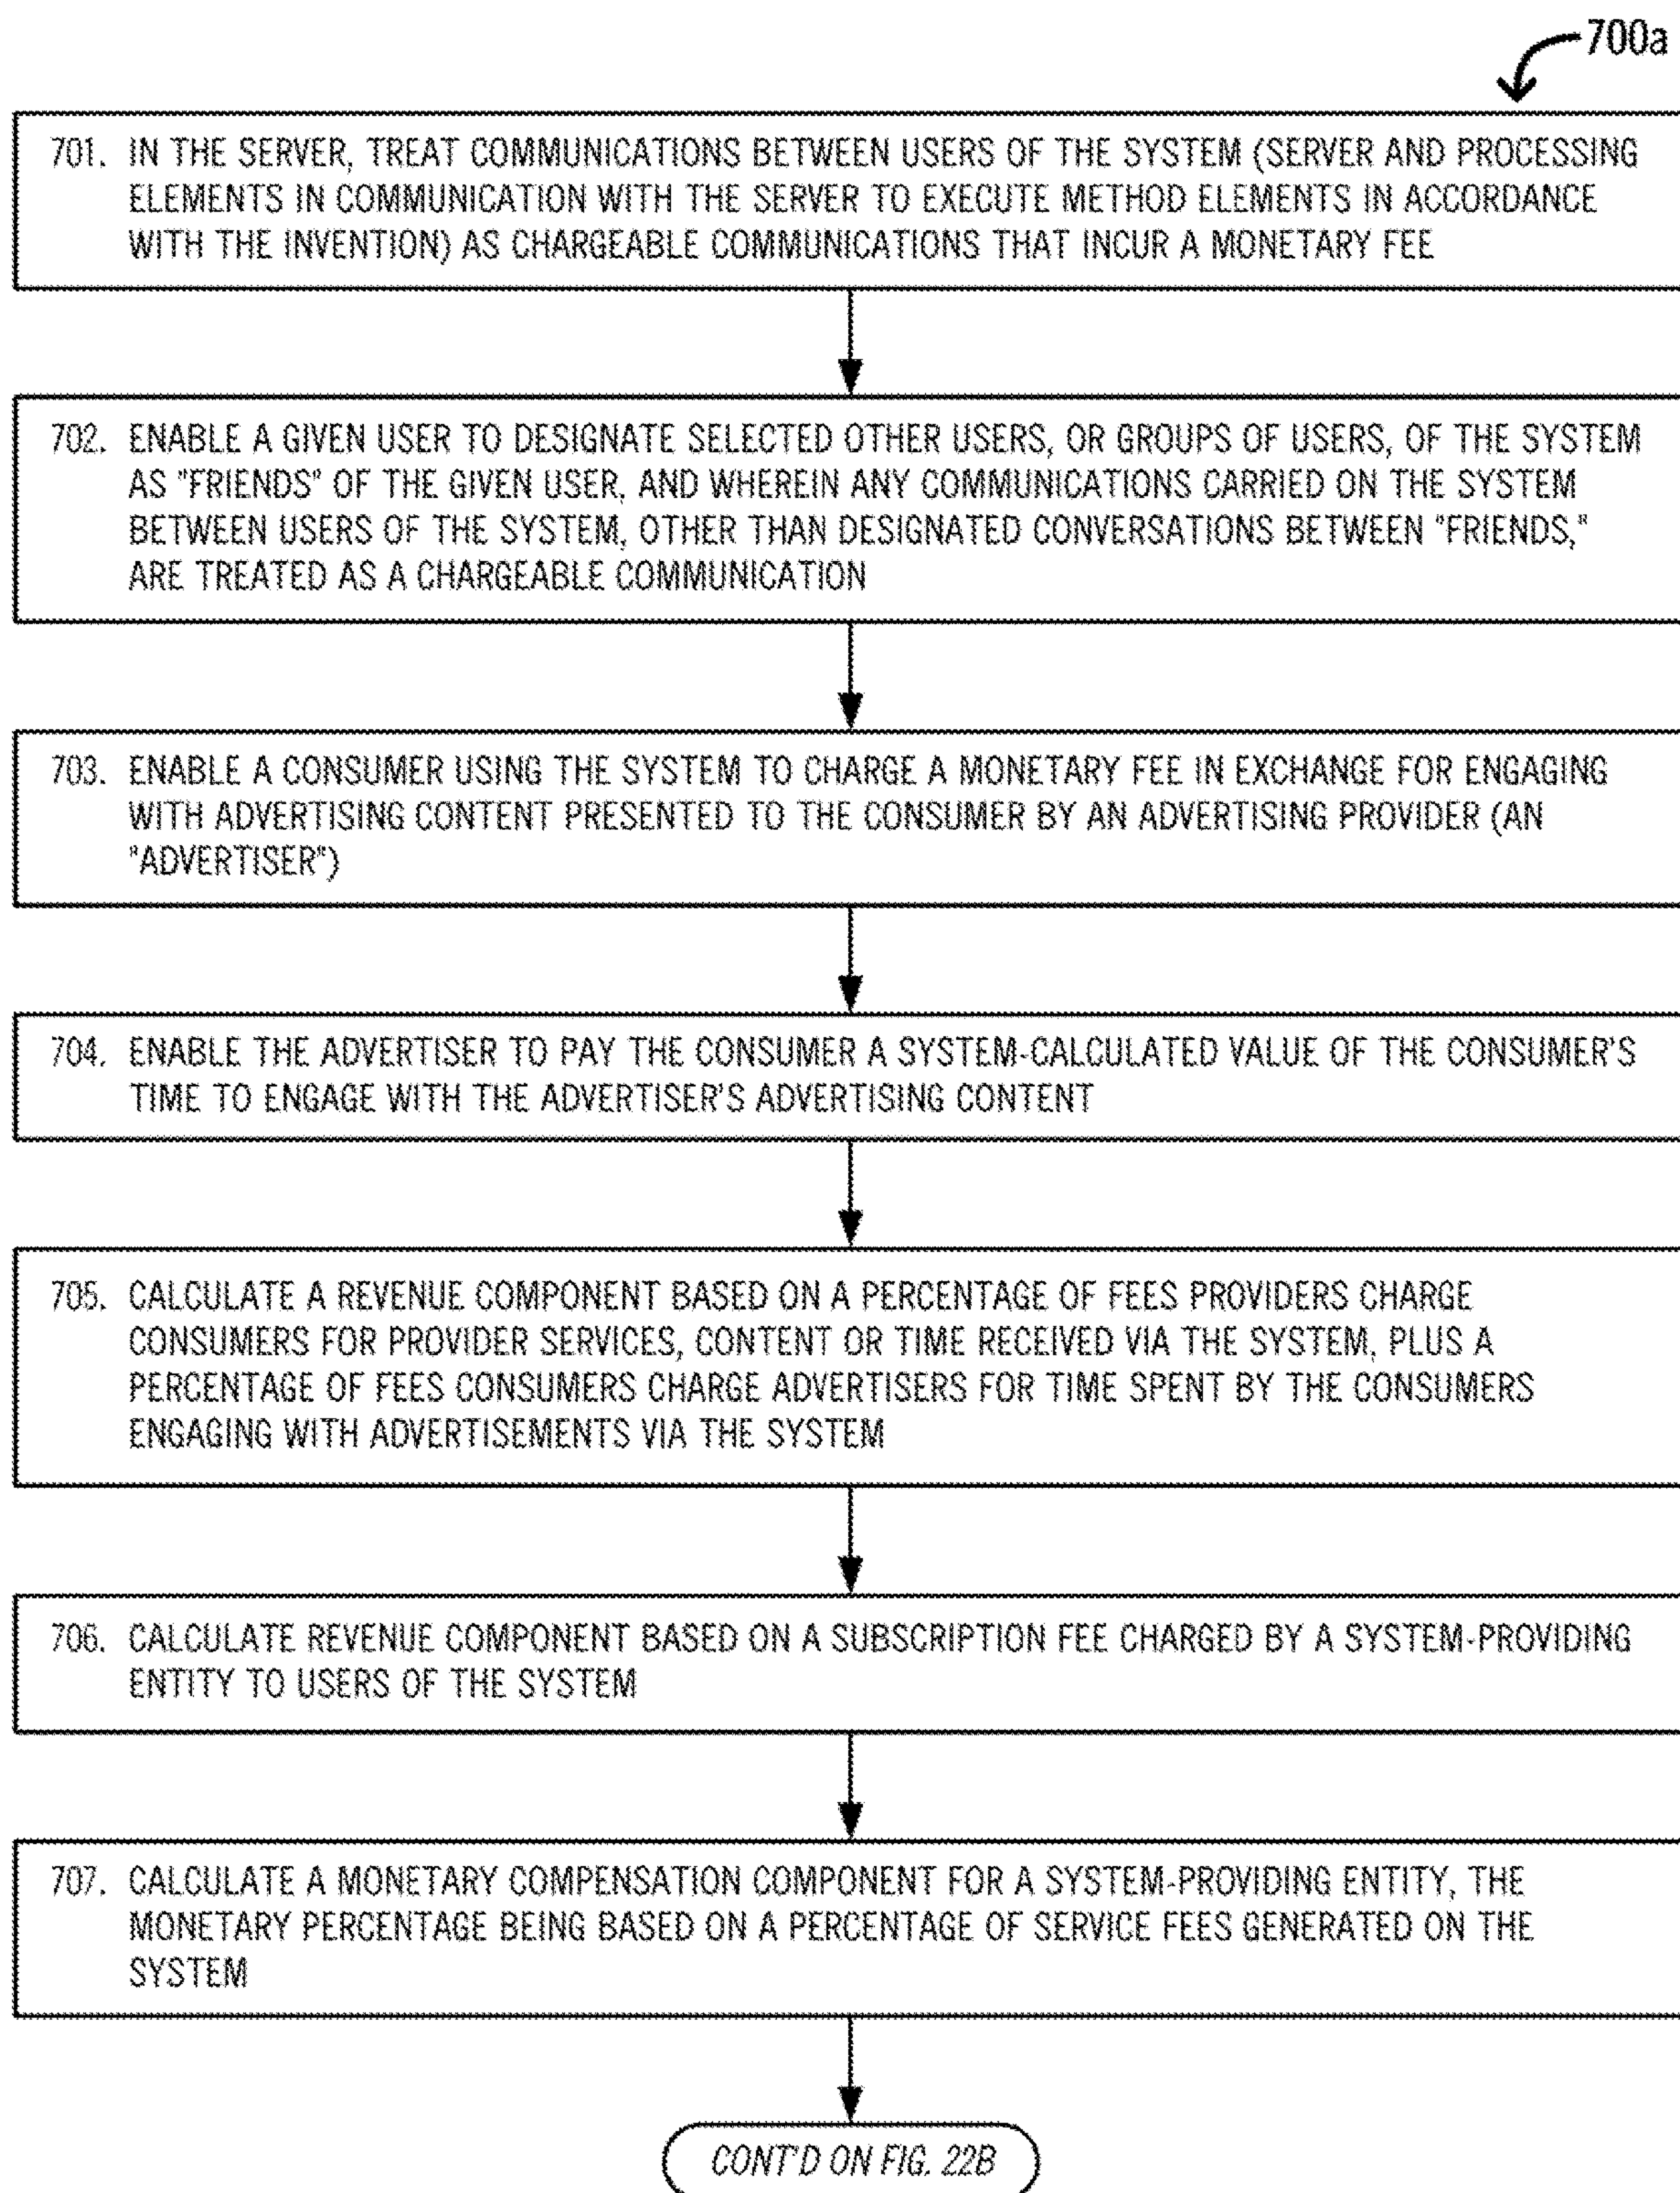 700a
701. IN THE SERVER, TREAT COMMUNICATIONS BETWEEN USERS OF THE SYSTEM (SERVER AND PROCESSING
ELEMENTS IN COMMUNICATION WITH THE SERVER TO EXECUTE METHOD ELEMENTS IN ACCORDANCE
WITH THE INVENTION) AS CHARGEABLE COMMUNICATIONS THAT INCUR A MONETARY FEE
702. ENABLE A GIVEN USER TO DESIGNATE SELECTED OTHER USERS, OR GROUPS OF USERS, OF THE SYSTEM
AS "FRIENDS" OF THE GIVEN USER, AND WHEREIN ANY COMMUNICATIONS CARRIED ON THE SYSTEM
BETWEEN USERS OF THE SYSTEM, OTHER THAN DESIGNATED CONVERSATIONS BETWEEN "FRIENDS,"
ARE TREATED AS A CHARGEABLE COMMUNICATION
703. ENABLE A CONSUMER USING THE SYSTEM TO CHARGE A MONETARY FEE IN EXCHANGE FOR ENGAGING
WITH ADVERTISING CONTENT PRESENTED TO THE CONSUMER BY AN ADVERTISING PROVIDER (AN
"ADVERTISER")
704. ENABLE THE ADVERTISER TO PAY THE CONSUMER A SYSTEM-CALCULATED VALUE OF THE CONSUMER'S
TIME TO ENGAGE WITH THE ADVERTISER'S ADVERTISING CONTENT
705. CALCULATE A REVENUE COMPONENT BASED ON A PERCENTAGE OF FEES PROVIDERS CHARGE
CONSUMERS FOR PROVIDER SERVICES, CONTENT OR TIME RECEIVED VIA THE SYSTEM, PLUS A
PERCENTAGE OF FEES CONSUMERS CHARGE ADVERTISERS FOR TIME SPENT BY THE CONSUMERS
ENGAGING WITH ADVERTISEMENTS VIA THE SYSTEM
706. CALCULATE REVENUE COMPONENT BASED ON A SUBSCRIPTION FEE CHARGED BY A SYSTEM-PROVIDING
ENTITY TO USERS OF THE SYSTEM
707. CALCULATE A MONETARY COMPENSATION COMPONENT FOR A SYSTEM-PROVIDING ENTITY, THE
MONETARY PERCENTAGE BEING BASED ON A PERCENTAGE OF SERVICE FEES GENERATED ON THE
SYSTEM
CONT'D ON FIG. 22B